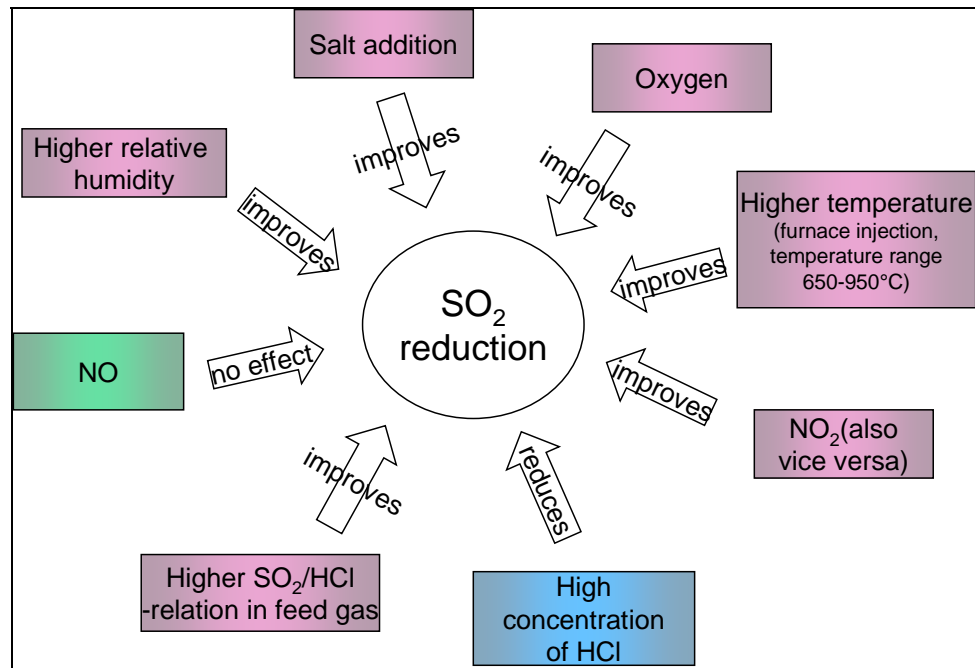 Salt addition
improves
Oxygen
improves
Higher relative
humidity
improves
Higher temperature
(furnace injection,
temperature range
650-950°C)
improves
SO₂
reduction
NO
no effect
NO₂(also
vice versa)
improves
Higher SO₂/HCl
-relation in feed gas
improves
High
concentration
of HCl
reduces